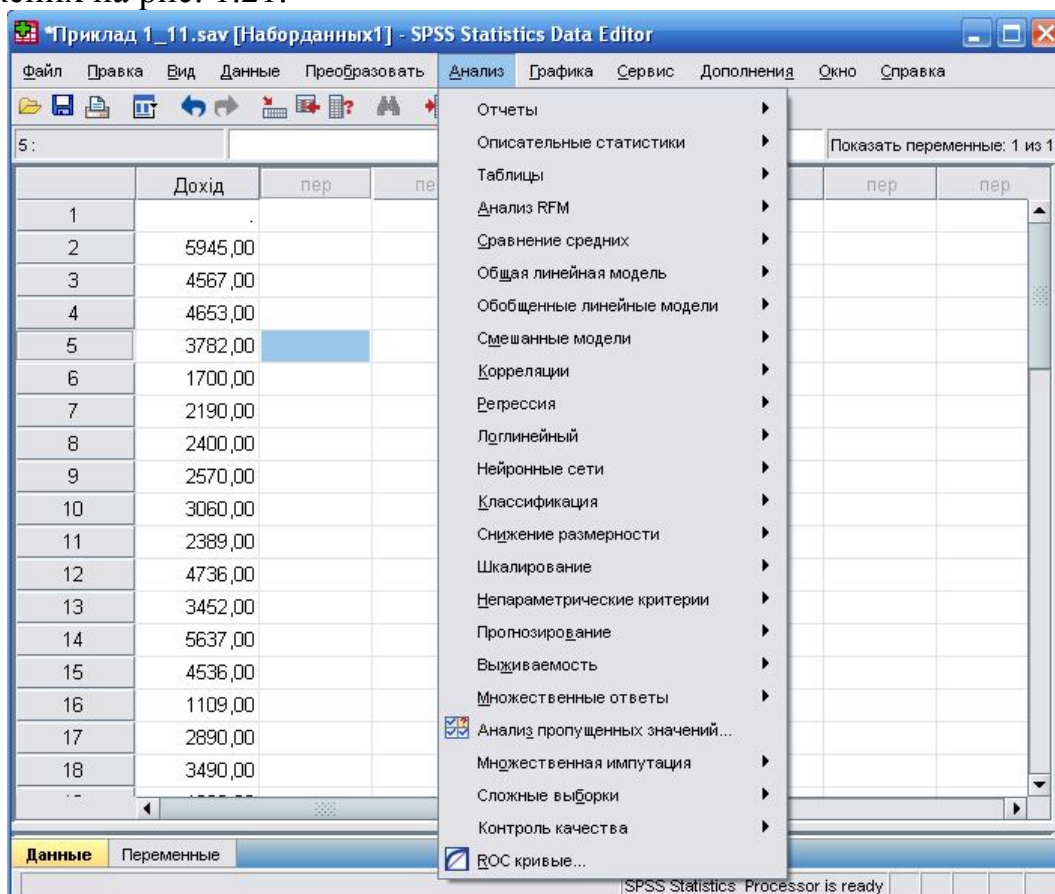 рис. 1.21.
*Приклад 1_11.sav [Наборданных1] - SPSS Statistics Data Editor
Файл Правка Вид Данные Преобразовать Анализ Графика Сервис Дополнения Окно Справка
5 :
Показать переменные: 1 из 1
Дохід пер пе пер пер
1 .
2 5945,00
3 4567,00
4 4653,00
5 3782,00
6 1700,00
7 2190,00
8 2400,00
9 2570,00
10 3060,00
11 2389,00
12 4736,00
13 3452,00
14 5637,00
15 4536,00
16 1109,00
17 2890,00
18 3490,00
Отчеты
Описательные статистики
Таблицы
Анализ RFM
Сравнение средних
Общая линейная модель
Обобщенные линейные модели
Смешанные модели
Корреляции
Регрессия
Логлинейный
Нейронные сети
Классификация
Снижение размерности
Шкалирование
Непараметрические критерии
Прогнозирование
Выживаемость
Множественные ответы
Анализ пропущенных значений...
Множественная импутация
Сложные выборки
Контроль качества
ROC кривые...
Данные Переменные
SPSS Statistics Processor is ready